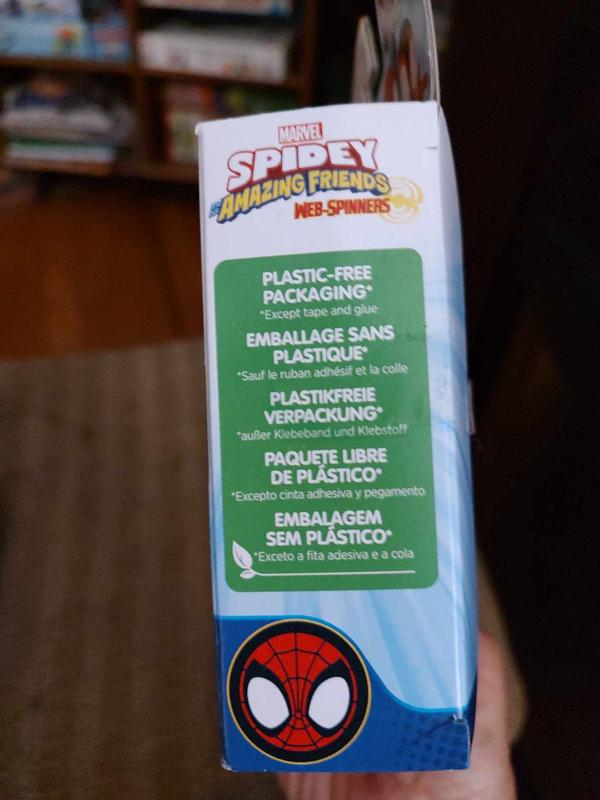 MARVEL
SPIDEY
AND HIS
AMAZING FRIENDS
WEB-SPINNERS
PLASTIC-FREE
PACKAGING*
*Except tape and glue
EMBALLAGE SANS
PLASTIQUE*
*Sauf le ruban adhésif et la colle
PLASTIKFREIE
VERPACKUNG*
*außer Klebeband und Klebstoff
PAQUETE LIBRE
DE PLÁSTICO*
*Excepto cinta adhesiva y pegamento
EMBALAGEM
SEM PLÁSTICO*
*Exceto a fita adesiva e a cola